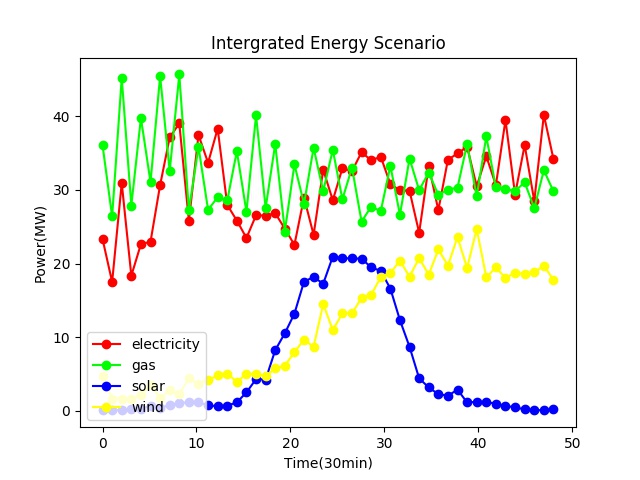 Intergrated Energy Scenario
Power(MW)
40
30
20
10
0
electricity
gas
solar
wind
0 10 20 30 40 50
Time(30min)